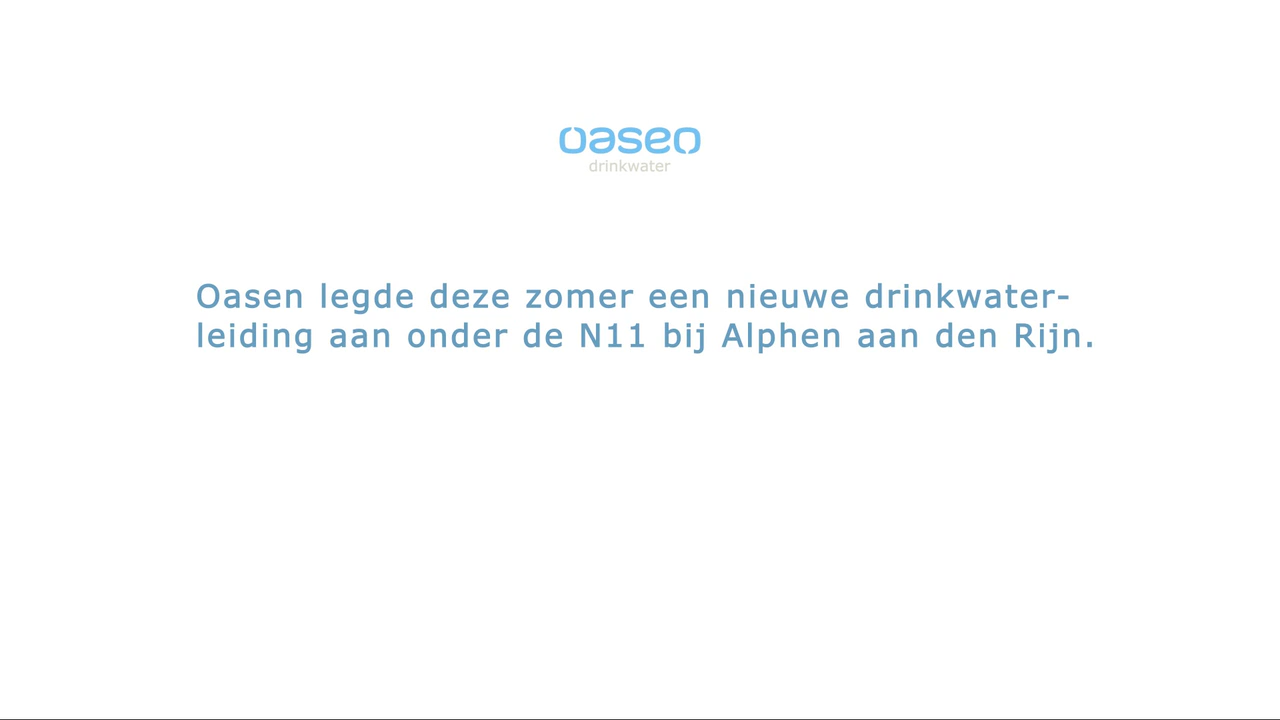 oasen
drinkwater
Oasen legde deze zomer een nieuwe drinkwater-
leiding aan onder de N11 bij Alphen aan den Rijn.